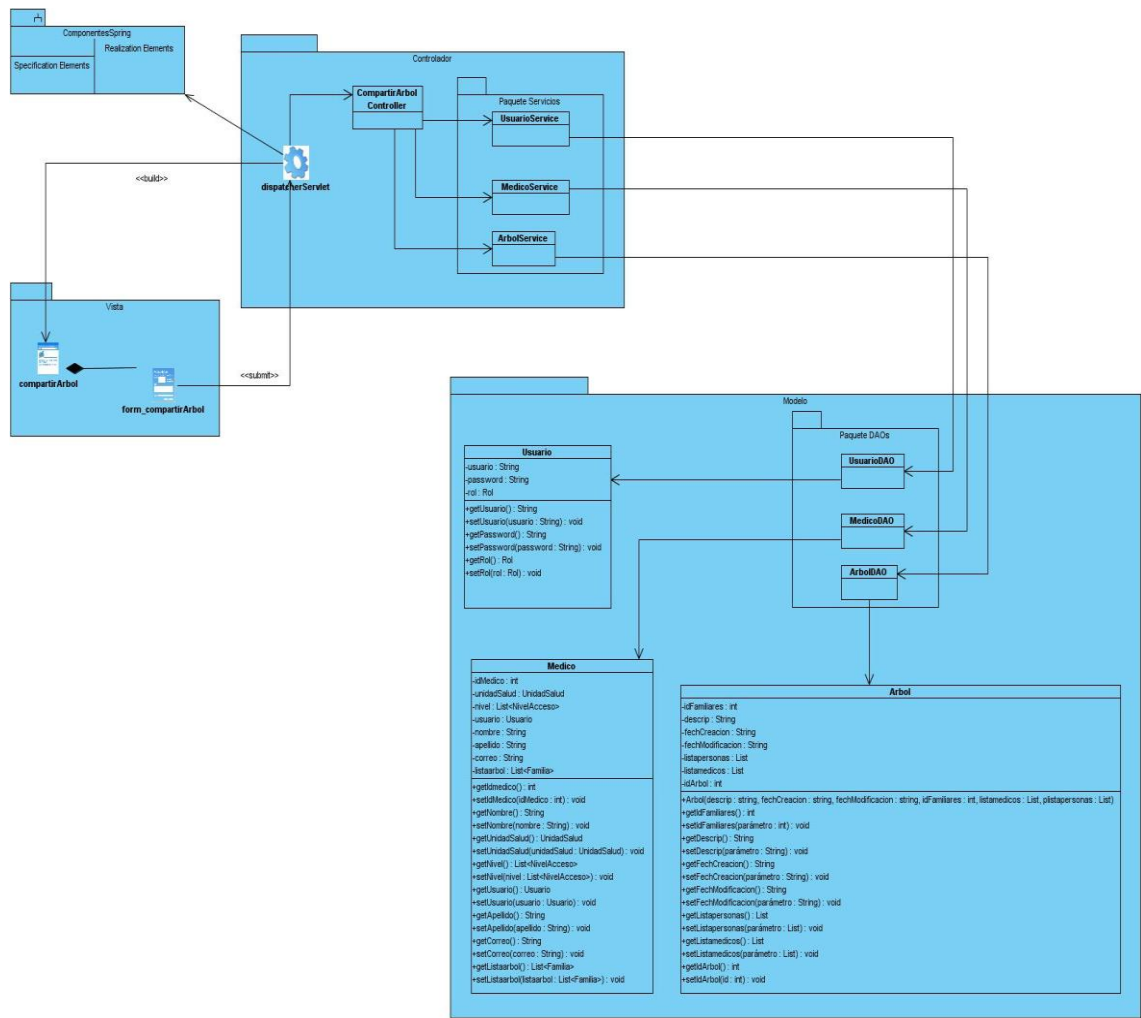 ComponentesSpring
Realization Elements
Specification Elements
Controlador
CompartirArbol
Controller
Paquete Servicios
UsuarioService
MedicoService
ArbolService
dispatcherServlet
<<build>>
Vista
compartirArbol
form_compartirArbol
<<submit>>
Modelo
Paquete DAOs
UsuarioDAO
MedicoDAO
ArbolDAO
Usuario
-usuario : String
-password : String
-rol : Rol
+getUsuario() : String
+setUsuario(usuario : String) : void
+getPassword() : String
+setPassword(password : String) : void
+getRol() : Rol
+setRol(rol : Rol) : void
Medico
-idMedico : int
-unidadSalud : UnidadSalud
-nivel : List<NivelAcceso>
-usuario : Usuario
-nombre : String
-apellido : String
-correo : String
-listaarbol : List<Familia>
+getIdmedico() : int
+setIdMedico(idMedico : int) : void
+getNombre() : String
+setNombre(nombre : String) : void
+getUnidadSalud() : UnidadSalud
+setUnidadSalud(unidadSalud : UnidadSalud) : void
+getNivel() : List<NivelAcceso>
+setNivel(nivel : List<NivelAcceso>) : void
+getUsuario() : Usuario
+setUsuario(usuario : Usuario) : void
+getApellido() : String
+setApellido(apellido : String) : void
+getCorreo() : String
+setCorreo(correo : String) : void
+getListaarbol() : List<Familia>
+setListaarbol(listaarbol : List<Familia>) : void
Arbol
-idFamiliares : int
-descrip : String
-fechCreacion : String
-fechModificacion : String
-listapersonas : List
-listamedicos : List
-idArbol : int
+Arbol(descrip : string, fechCreacion : string, fechModificacion : string, idFamiliares : int, listamedicos : List, plistapersonas : List)
+getIdFamiliares() : int
+setIdFamiliares(parámetro : int) : void
+getDescrip() : String
+setDescrip(parámetro : String) : void
+getFechCreacion() : String
+setFechCreacion(parámetro : String) : void
+getFechModificacion() : String
+setFechModificacion(parámetro : String) : void
+getListapersonas() : List
+setListapersonas(parámetro : List) : void
+getListamedicos() : List
+setListamedicos(parámetro : List) : void
+getIdArbol() : int
+setIdArbol(id : int) : void